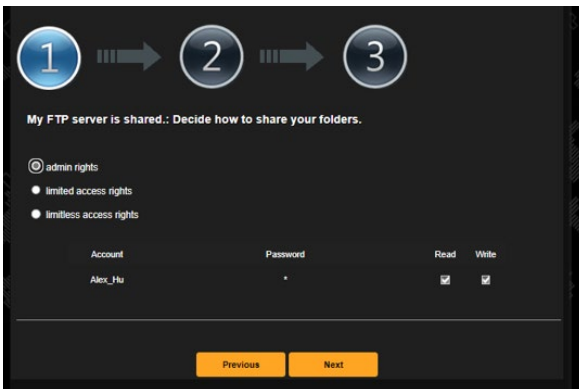 1 2 3
My FTP server is shared.: Decide how to share your folders.
admin rights
limited access rights
limitless access rights
Account Password Read Write
Alex_Hu *
Previous Next